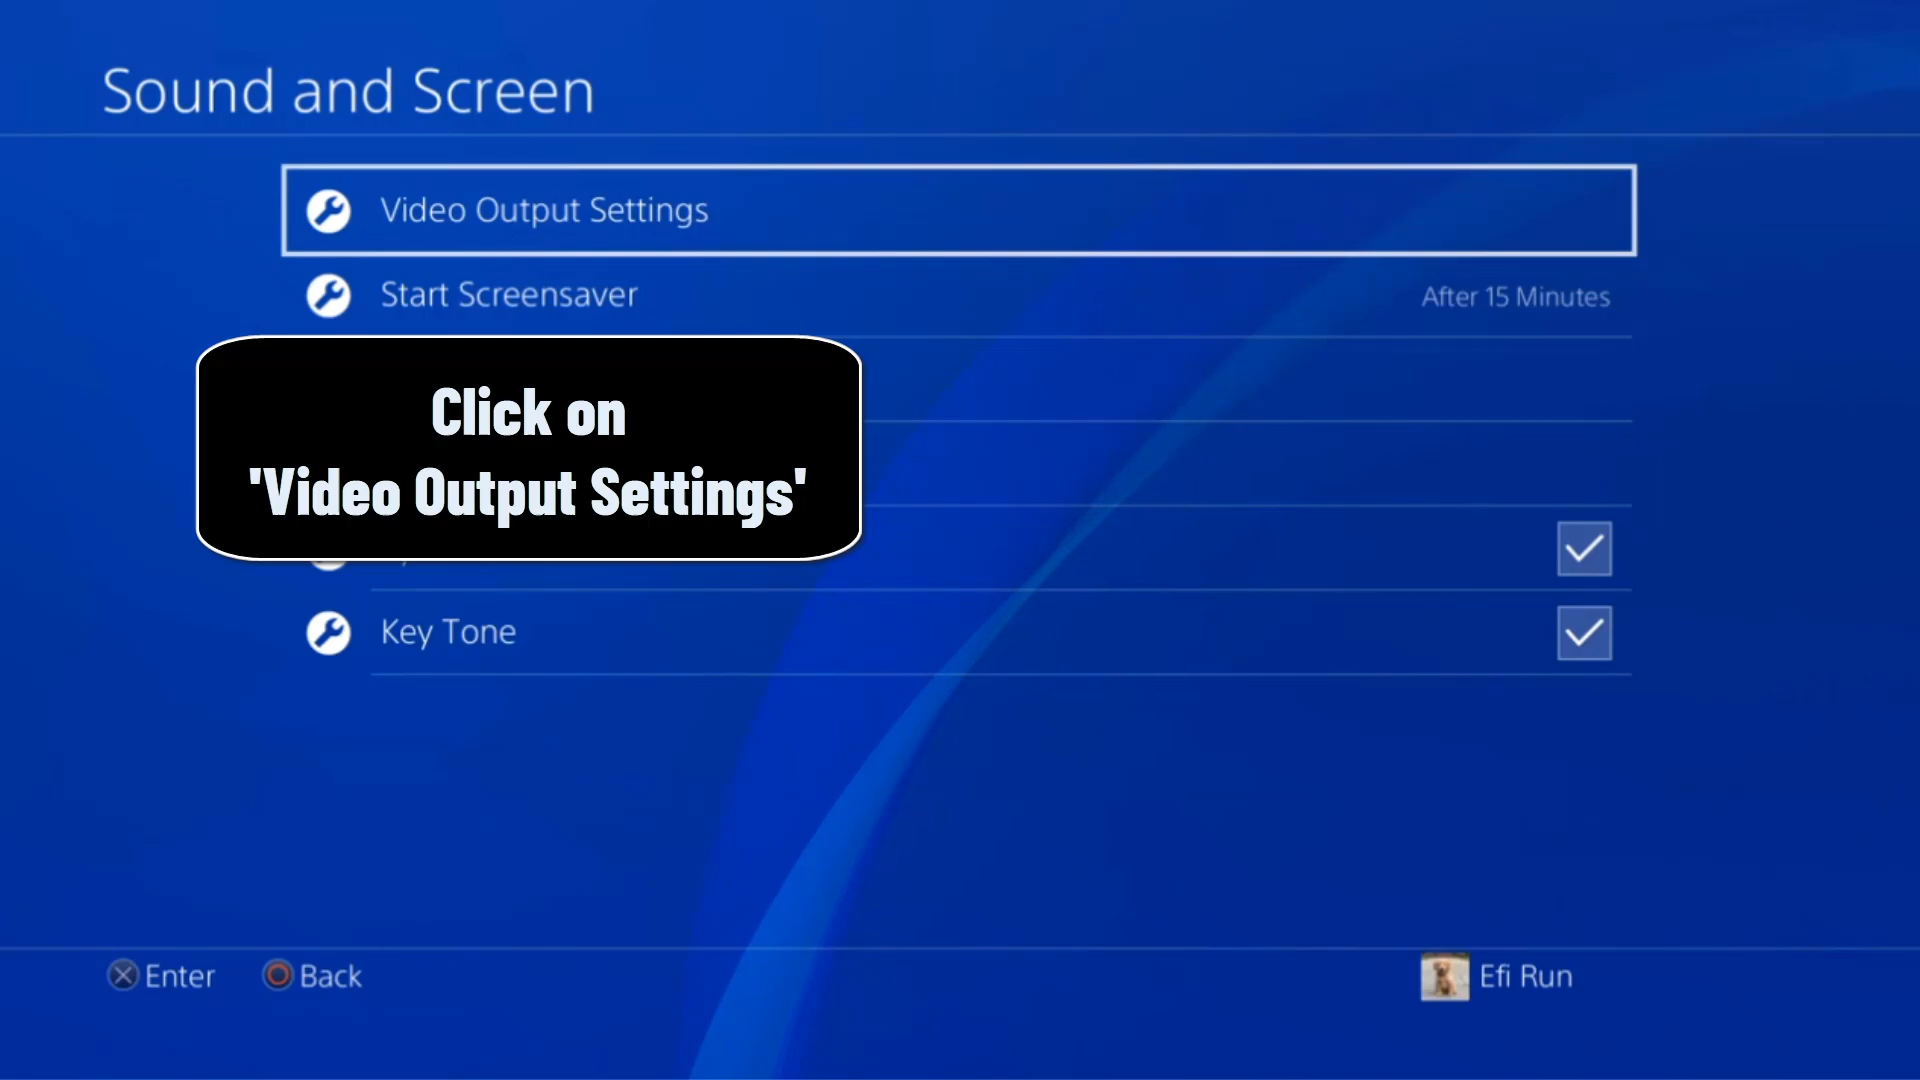 Sound and Screen
Video Output Settings
Start Screensaver
After 15 Minutes
Click on
'Video Output Settings'
Key Tone
Enter
Back
Efi Run